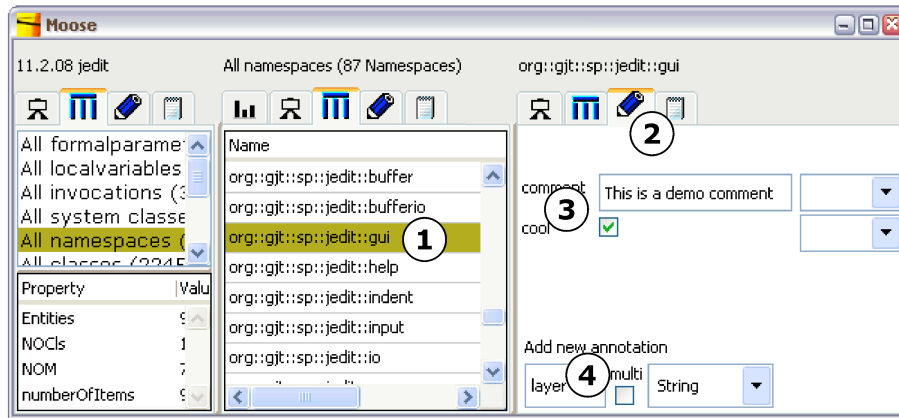 Moose
11.2.08 jedit
All namespaces (87 Namespaces)
org::gjt::sp::jedit::gui
All formalparame
All localvariables
All invocations (
All system classe
All namespaces (
All classes (
Property Valu
Entities
NOCls
NOM
numberOfItems
Name
org::gjt::sp::jedit::buffer
org::gjt::sp::jedit::bufferio
org::gjt::sp::jedit::gui
1
org::gjt::sp::jedit::help
org::gjt::sp::jedit::indent
org::gjt::sp::jedit::input
org::gjt::sp::jedit::io
2
comment This is a demo comment
3
cool
Add new annotation
layer 4 multi String